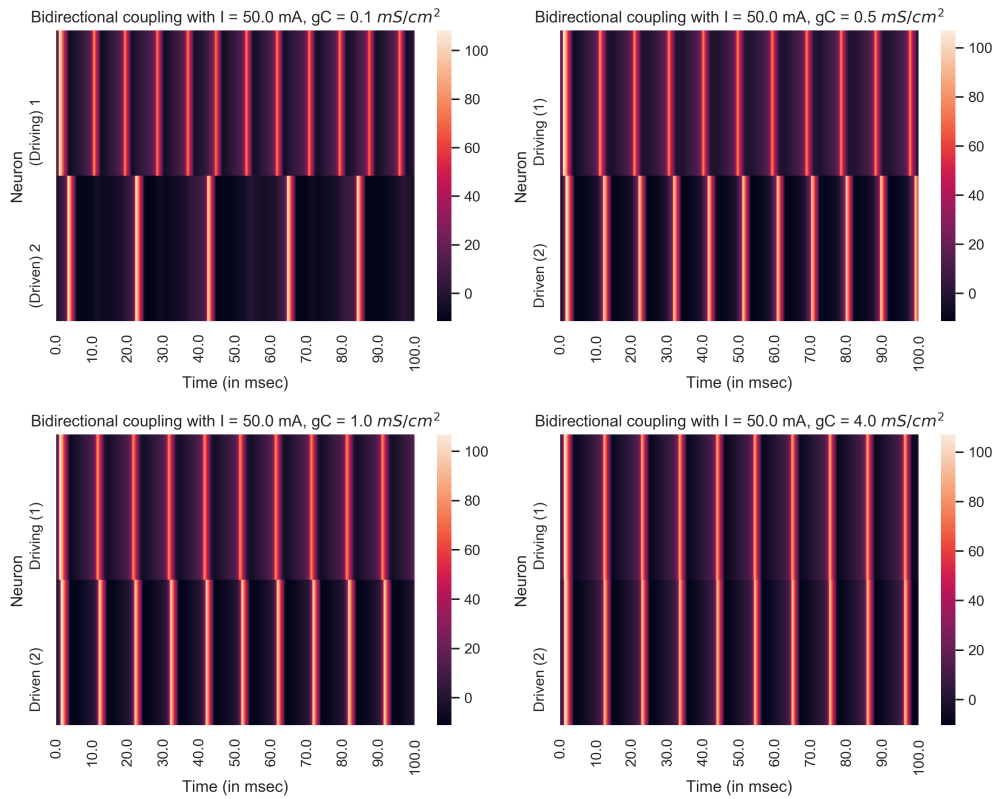 Bidirectional coupling with I = 50.0 mA, gC = 0.1 mS/cm²
Neuron
(Driving) 1
(Driven) 2
100
80
60
40
20
0
0.0 10.0 20.0 30.0 40.0 50.0 60.0 70.0 80.0 90.0 100.0
Time (in msec)
Bidirectional coupling with I = 50.0 mA, gC = 0.5 mS/cm²
Neuron
Driving (1)
Driven (2)
100
80
60
40
20
0
0.0 10.0 20.0 30.0 40.0 50.0 60.0 70.0 80.0 90.0 100.0
Time (in msec)
Bidirectional coupling with I = 50.0 mA, gC = 1.0 mS/cm²
Neuron
Driving (1)
Driven (2)
100
80
60
40
20
0
0.0 10.0 20.0 30.0 40.0 50.0 60.0 70.0 80.0 90.0 100.0
Time (in msec)
Bidirectional coupling with I = 50.0 mA, gC = 4.0 mS/cm²
Neuron
Driving (1)
Driven (2)
100
80
60
40
20
0
0.0 10.0 20.0 30.0 40.0 50.0 60.0 70.0 80.0 90.0 100.0
Time (in msec)